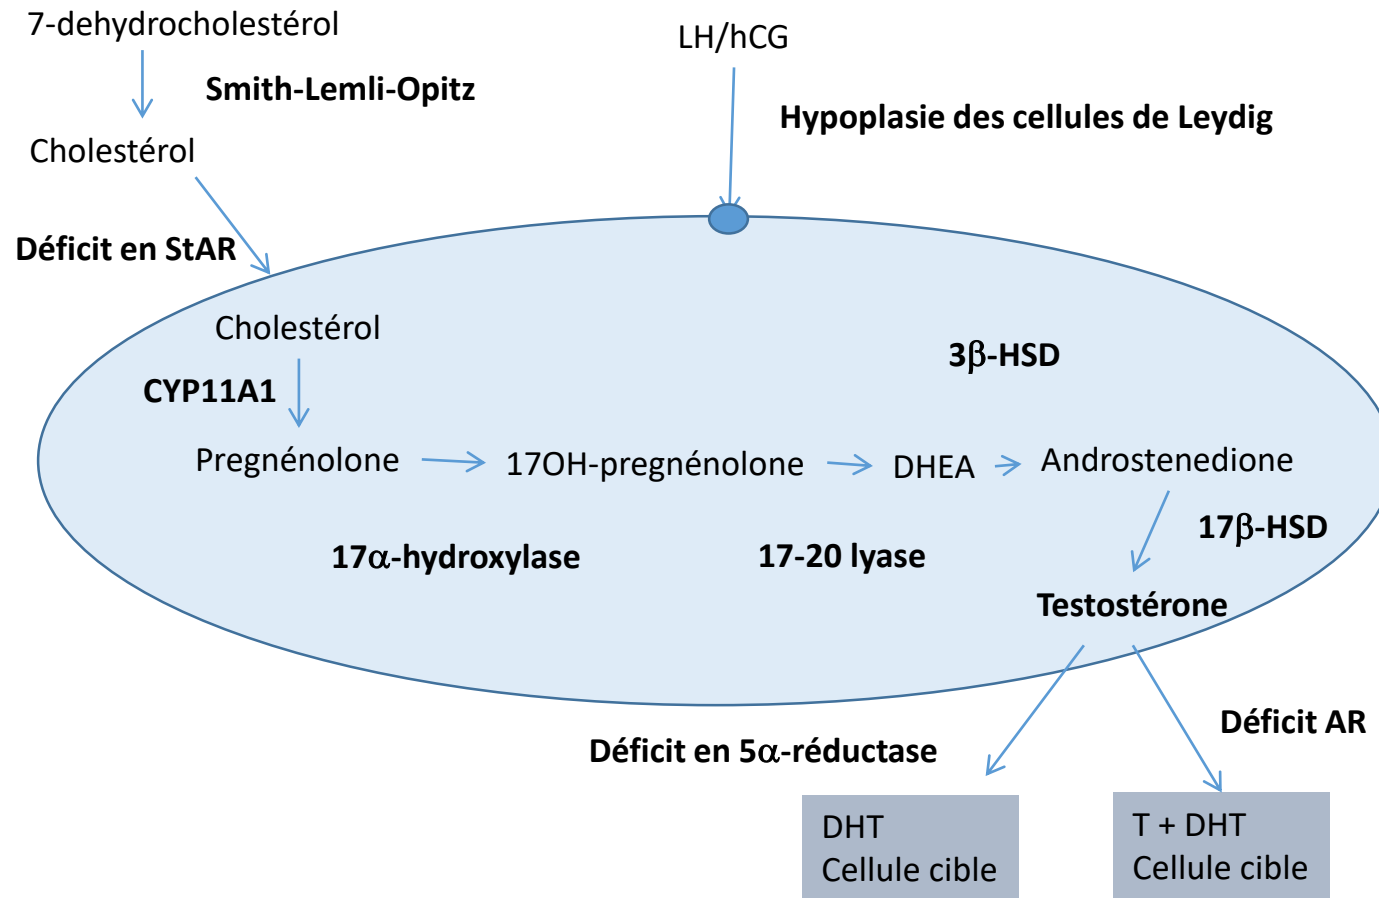 7-dehydrocholestérol
LH/hCG
Smith-Lemli-Opitz
Hypoplasie des cellules de Leydig
Cholestérol
Déficit en StAR
Cholestérol
3β-HSD
CYP11A1
Pregnénolone
17OH-pregnénolone
DHEA
Androstenedione
17β-HSD
17α-hydroxylase
17-20 lyase
Testostérone
Déficit AR
Déficit en 5α-réductase
DHT
Cellule cible
T + DHT
Cellule cible